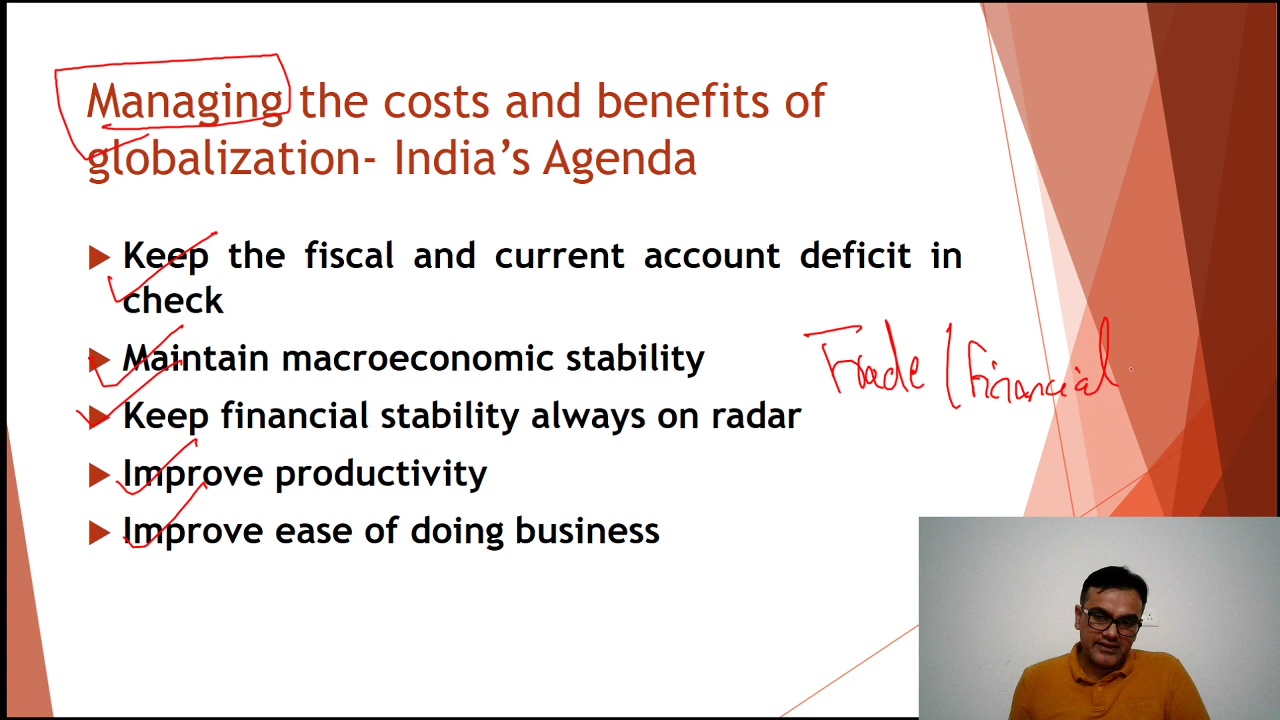 Managing the costs and benefits of
globalization- India's Agenda
Keep the fiscal and current account deficit in
check
Maintain macroeconomic stability
Keep financial stability always on radar
Improve productivity
Improve ease of doing business
Trade / Financial